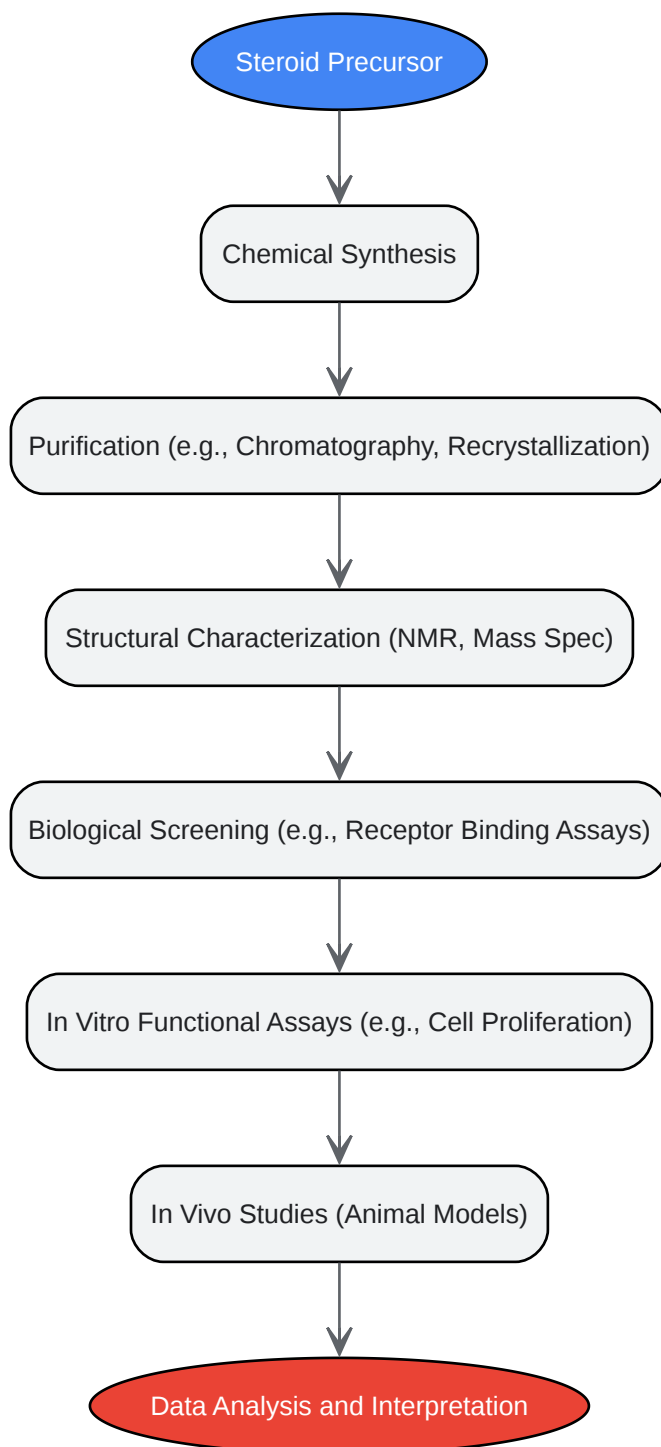 Steroid Precursor
Chemical Synthesis
Purification (e.g., Chromatography, Recrystallization)
Structural Characterization (NMR, Mass Spec)
Biological Screening (e.g., Receptor Binding Assays)
In Vitro Functional Assays (e.g., Cell Proliferation)
In Vivo Studies (Animal Models)
Data Analysis and Interpretation